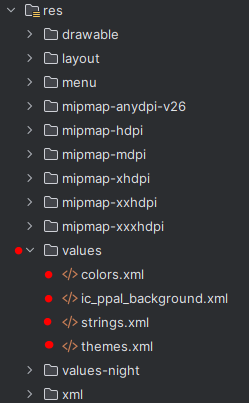 res
drawable
layout
menu
mipmap-anydpi-v26
mipmap-hdpi
mipmap-mdpi
mipmap-xhdpi
mipmap-xxhdpi
mipmap-xxxhdpi
values
colors.xml
ic_ppal_background.xml
strings.xml
themes.xml
values-night
xml